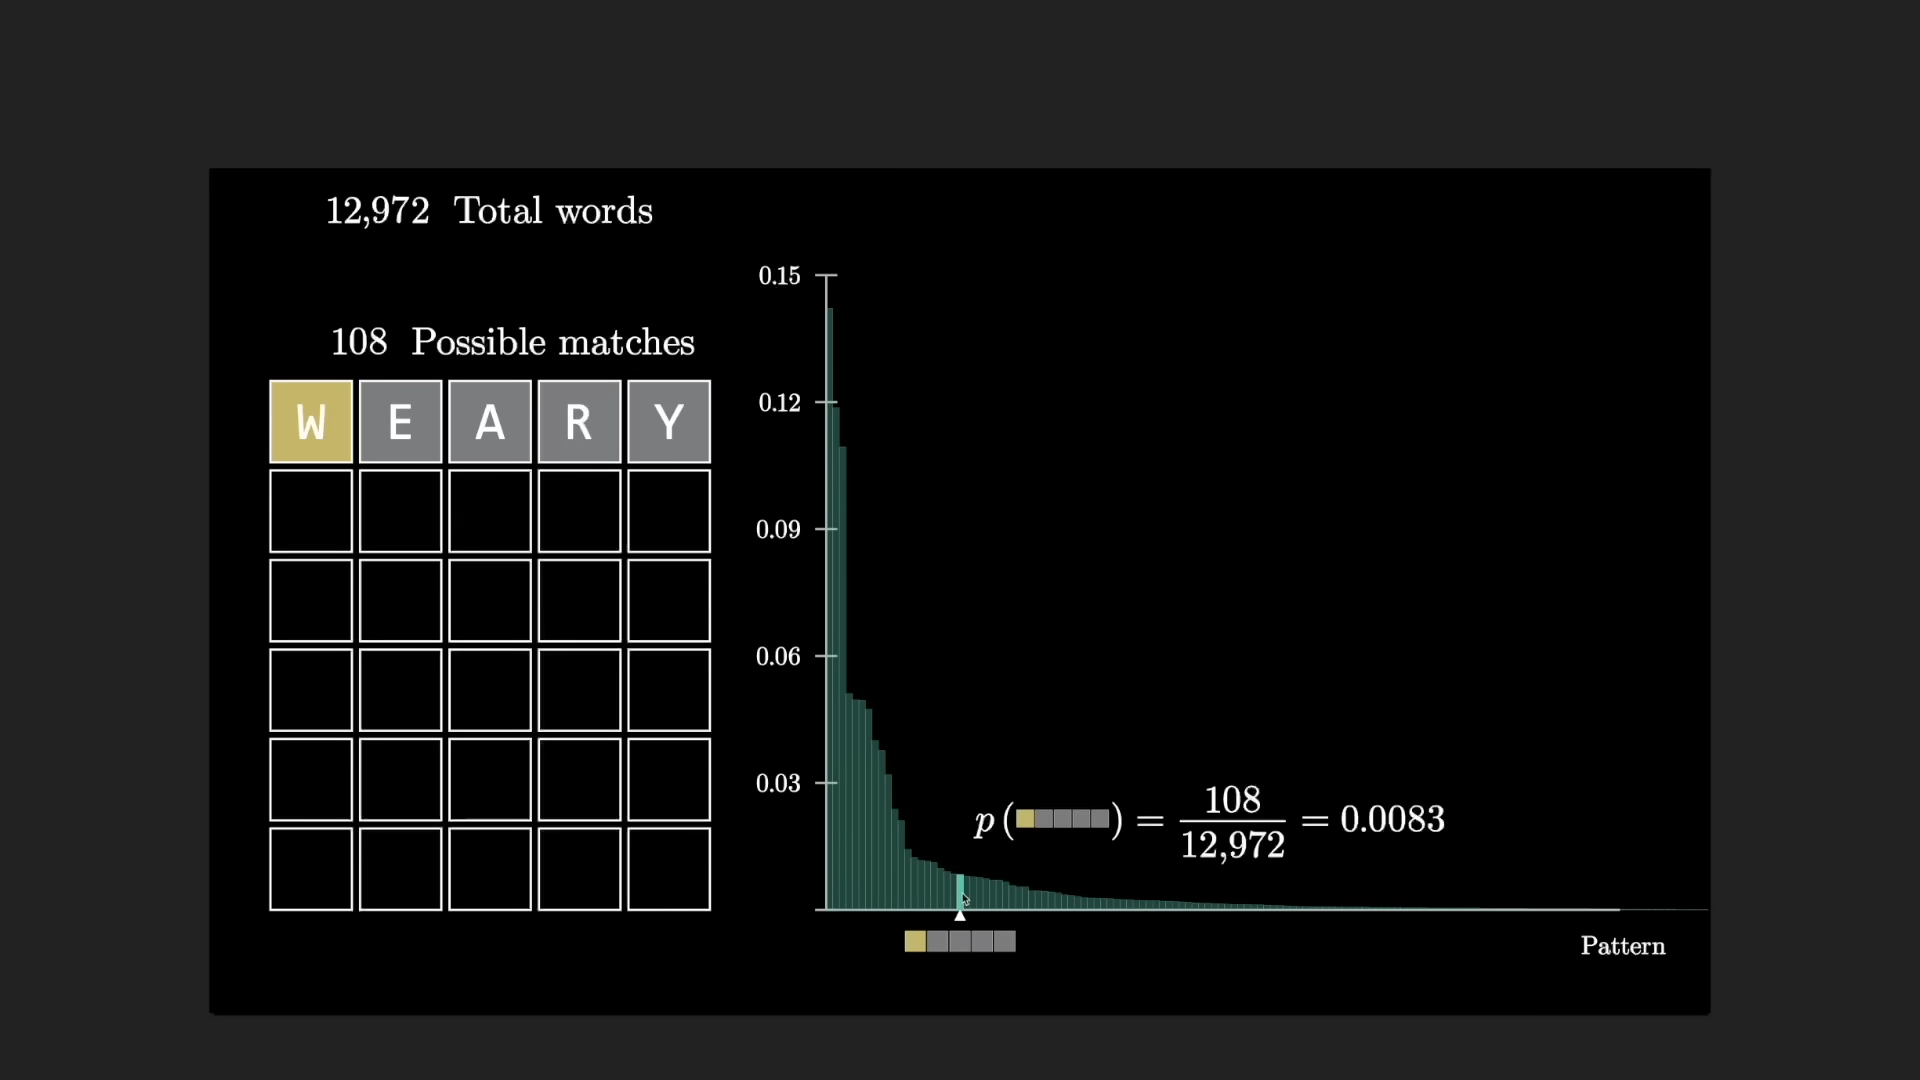 12,972 Total words
108 Possible matches
W E A R Y
0.15
0.12
0.09
0.06
0.03
p ( ) = 108 / 12,972 = 0.0083
Pattern